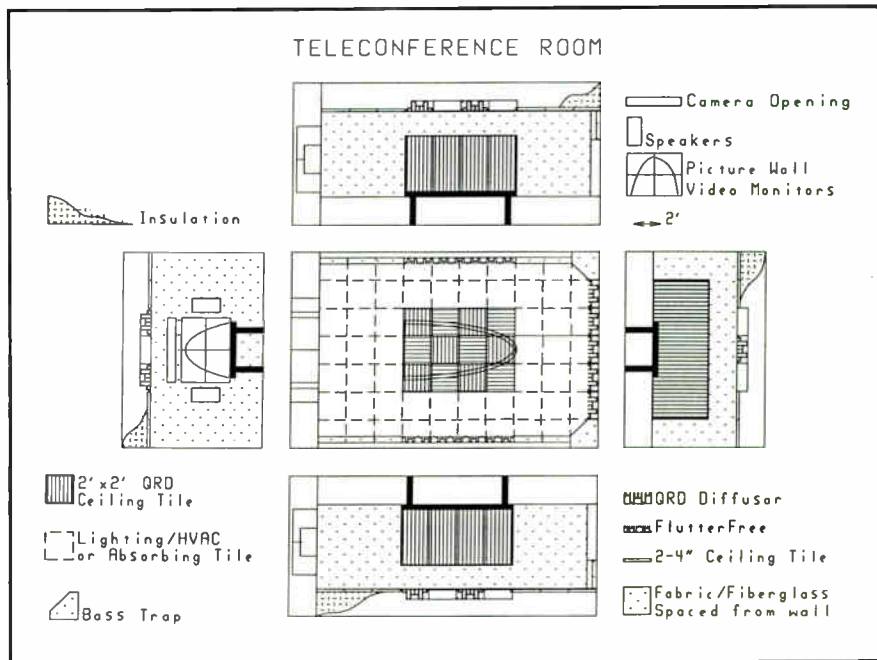 TELECONFERENCE ROOM
Camera Opening
Speakers
Picture Wall
Video Monitors
2'
Insulation
2'x2' QRD
Ceiling Tile
Lighting/HVAC
or Absorbing Tile
Bass Trap
QRD Diffusor
FlutterFree
2-4" Ceiling Tile
Fabric/Fiberglass
Spaced from wall